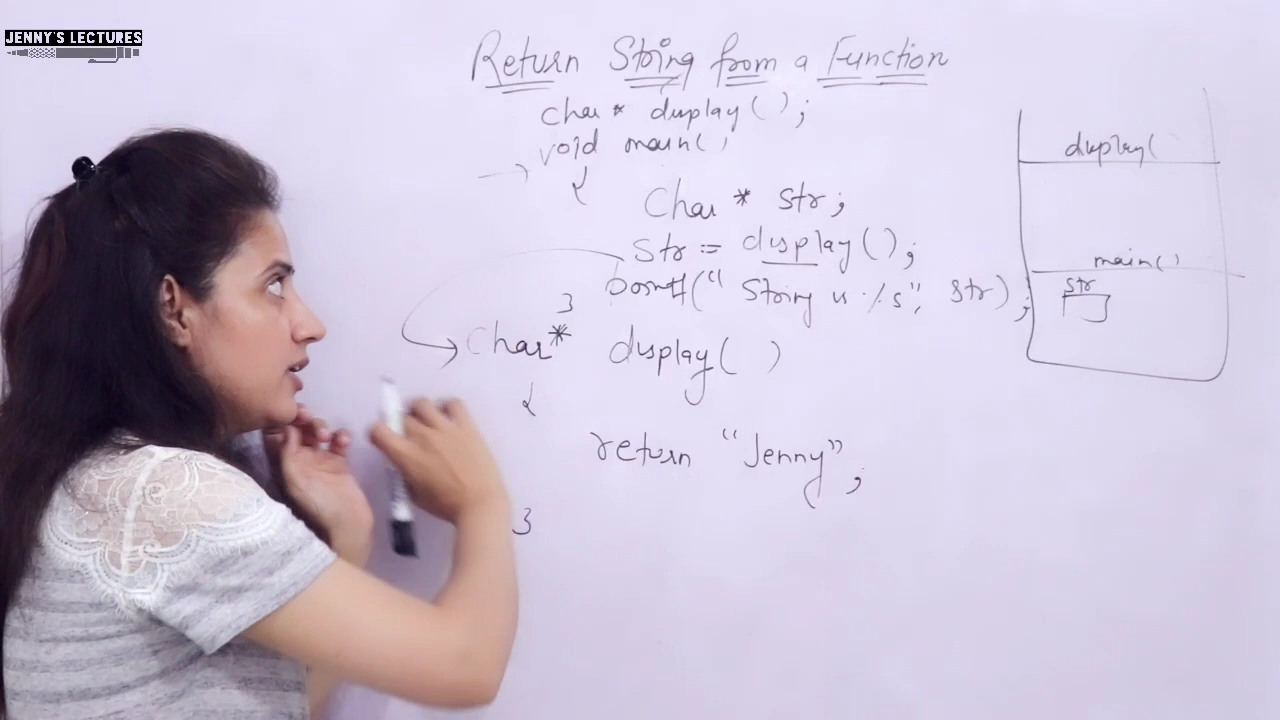 JENNY'S LECTURES
Return String from a Function
char * display( );
void main( )
{
Char * Str;
Str = display( );
printf(" String is %s", Str);
}
Char* display( )
{
return "Jenny";
}
display(
main( )
Str